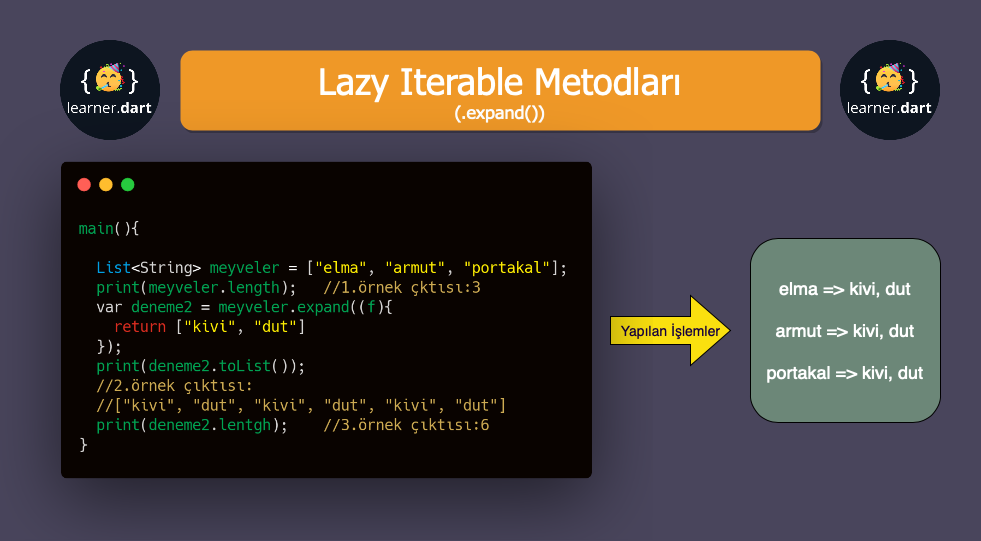 {🥳}
learner.dart
Lazy Iterable Metodları
(.expand())
{🥳}
learner.dart
main(){
List<String> meyveler = ["elma", "armut", "portakal"];
print(meyveler.length); //1.örnek çktısı:3
var deneme2 = meyveler.expand((f){
return ["kivi", "dut"]
});
print(deneme2.toList());
//2.örnek çıktısı:
//["kivi", "dut", "kivi", "dut", "kivi", "dut"]
print(deneme2.lentgh); //3.örnek çıktısı:6
}
Yapılan İşlemler
elma => kivi, dut
armut => kivi, dut
portakal => kivi, dut